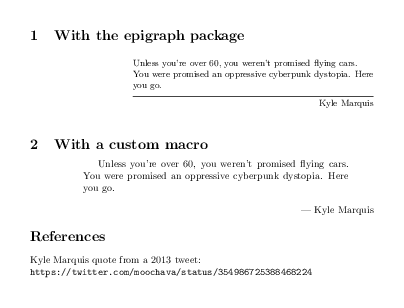 1 With the epigraph package
Unless you're over 60, you weren't promised flying cars.
You were promised an oppressive cyberpunk dystopia. Here
you go.
Kyle Marquis
2 With a custom macro
Unless you're over 60, you weren't promised flying cars.
You were promised an oppressive cyberpunk dystopia. Here
you go.
— Kyle Marquis
References
Kyle Marquis quote from a 2013 tweet:
https://twitter.com/moochava/status/354986725388468224